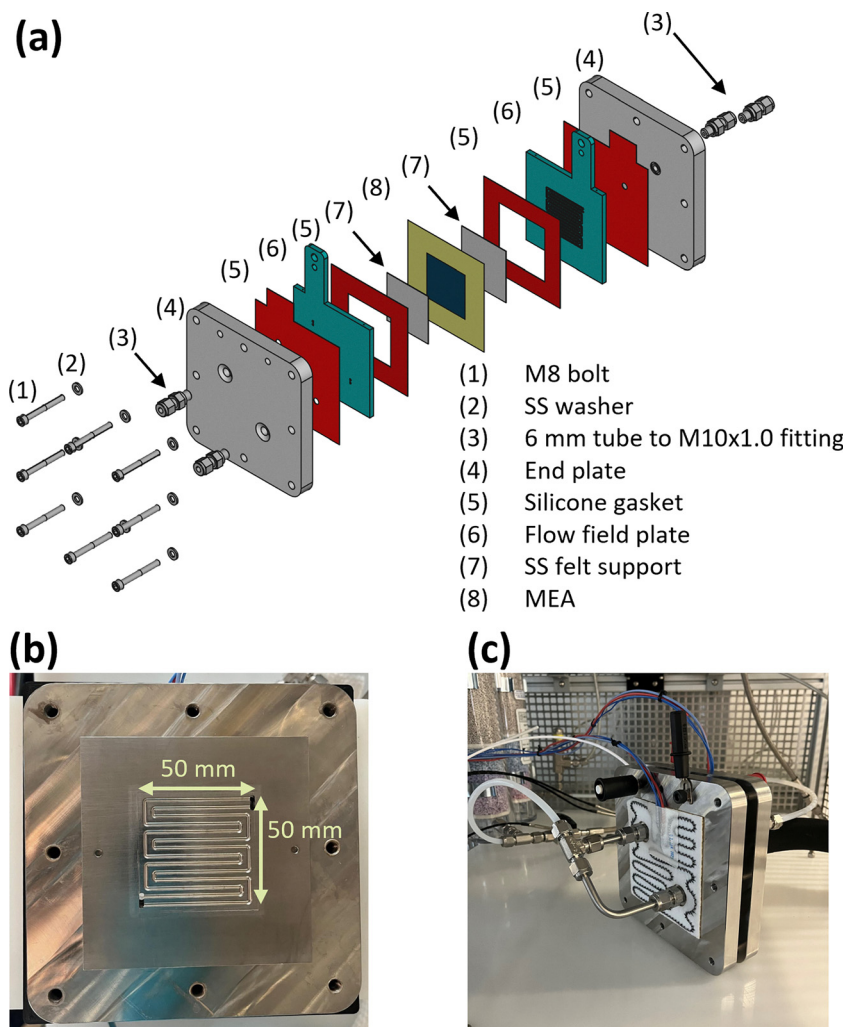 (a)
(3)
(4)
(5)
(6)
(5)
(7)
(8)
(7)
(5)
(6)
(5)
(4)
(3)
(2)
(1)
(1) M8 bolt
(2) SS washer
(3) 6 mm tube to M10x1.0 fitting
(4) End plate
(5) Silicone gasket
(6) Flow field plate
(7) SS felt support
(8) MEA
(b)
(c)
50 mm
50 mm